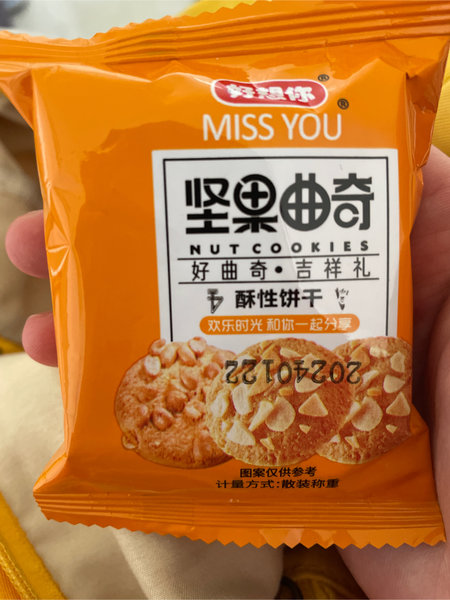 好想你®
MISS YOU®
坚果曲奇
NUT COOKIES
好曲奇·吉祥礼
酥性饼干
欢乐时光 和你一起分享
20240122
图案仅供参考
计量方式:散装称重